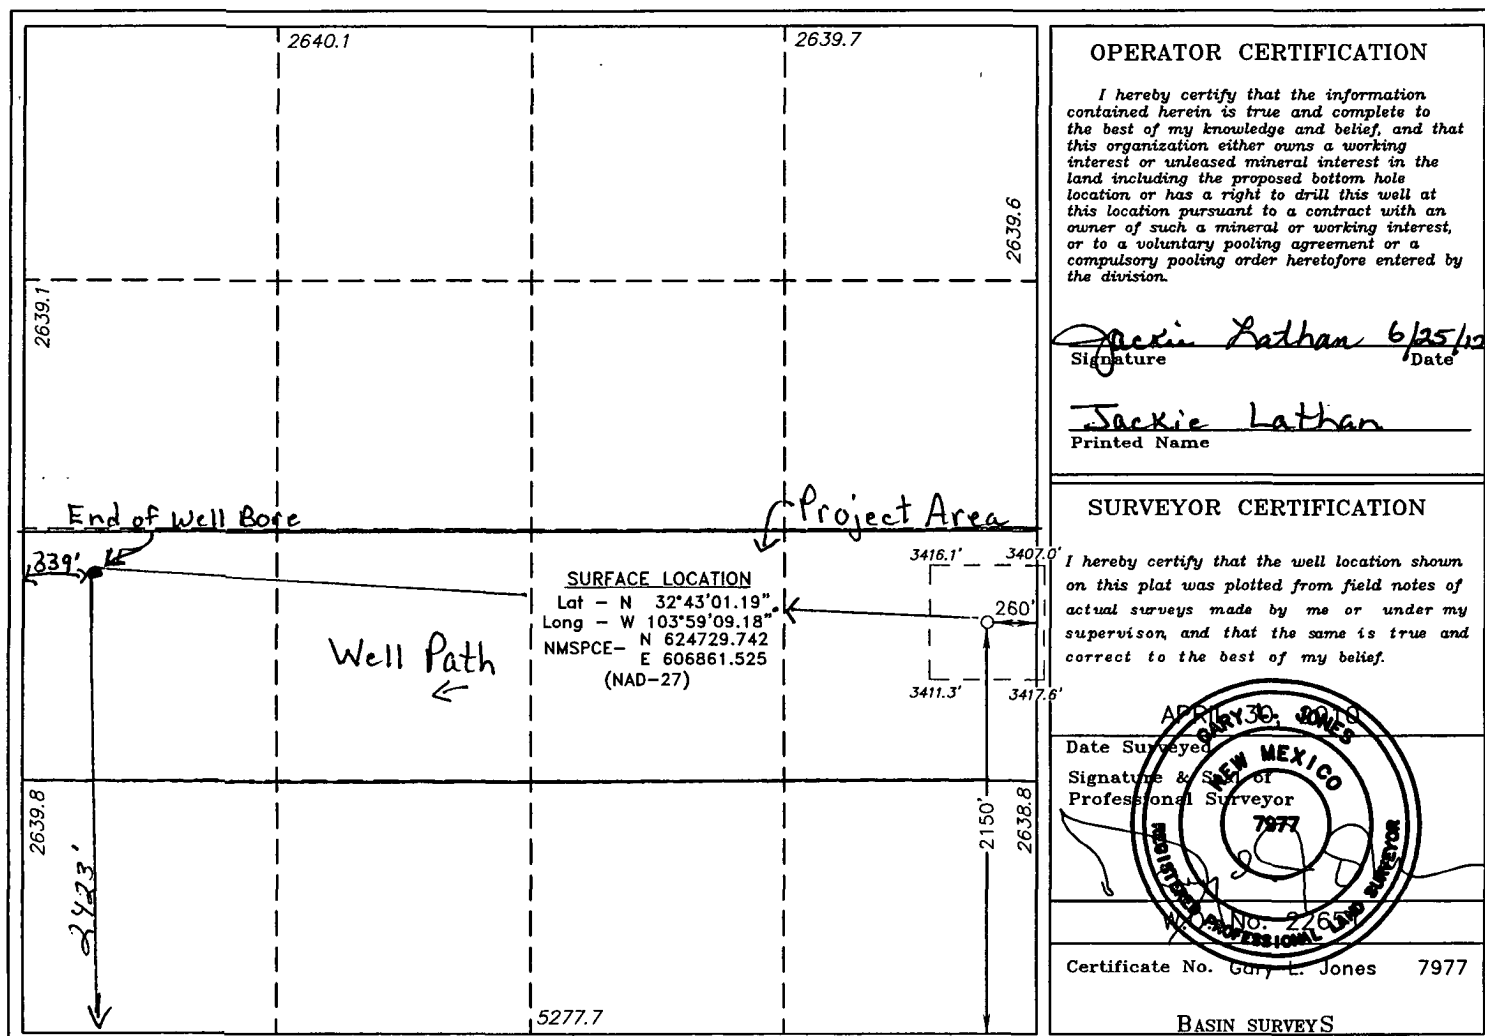 2640.1
2639.7
2639.6
2639.1
End of Well Bore
Project Area
339'
3416.1'
3407.0'
SURFACE LOCATION
Lat - N 32°43'01.19"
Long - W 103°59'09.18"
NMSPCE- N 624729.742
E 606861.525
(NAD-27)
260'
Well Path
3411.3'
3417.6'
2639.8
2423'
2150'
2638.8
5277.7
OPERATOR CERTIFICATION
I hereby certify that the information
contained herein is true and complete to
the best of my knowledge and belief, and that
this organization either owns a working
interest or unleased mineral interest in the
land including the proposed bottom hole
location or has a right to drill this well at
this location pursuant to a contract with an
owner of such a mineral or working interest,
or to a voluntary pooling agreement or a
compulsory pooling order heretofore entered by
the division.
Jackie Lathan 6/25/12
Signature Date
Jackie Lathan
Printed Name
SURVEYOR CERTIFICATION
I hereby certify that the well location shown
on this plat was plotted from field notes of
actual surveys made by me or under my
supervison, and that the same is true and
correct to the best of my belief.
APRIL 30, 2010
Date Surveyed
Signature & Seal of
Professional Surveyor
GARY L. JONES
NEW MEXICO
7977
REGISTERED PROFESSIONAL LAND SURVEYOR
No.
Certificate No. Gary L. Jones 7977
BASIN SURVEYS